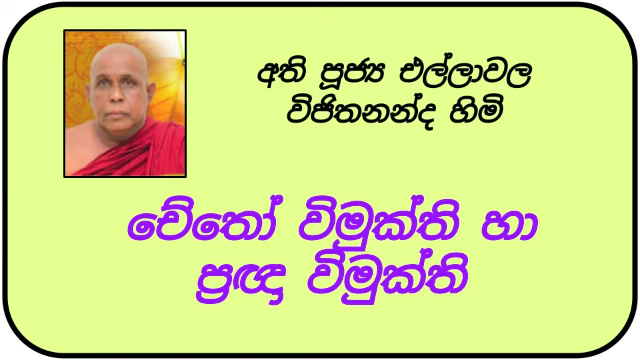 අති පූජ්‍ය එල්ලාවල
විජිතනන්ද හිමි
චේතෝ විමුක්ති හා
ප්‍රඥා විමුක්ති